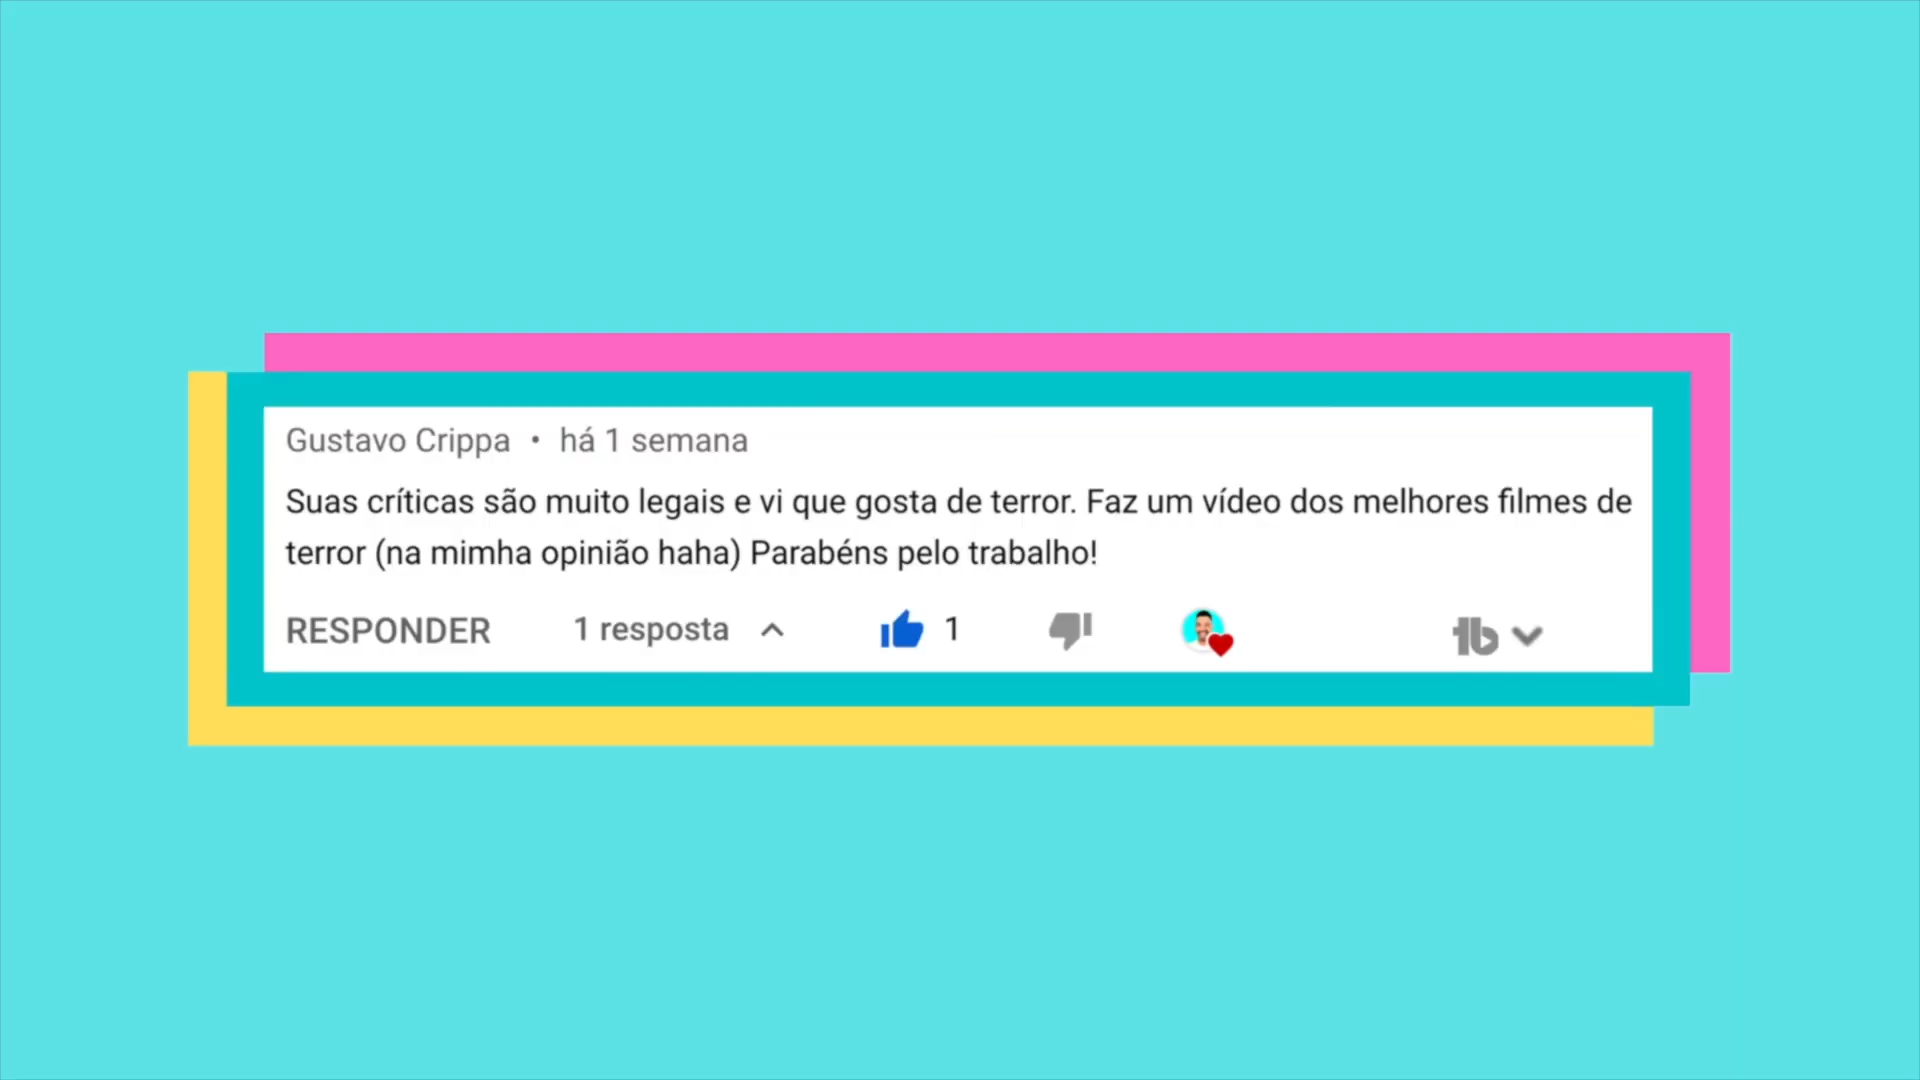 Gustavo Crippa • há 1 semana
Suas críticas são muito legais e vi que gosta de terror. Faz um vídeo dos melhores filmes de
terror (na mimha opinião haha) Parabéns pelo trabalho!
RESPONDER 1 resposta 1 tb